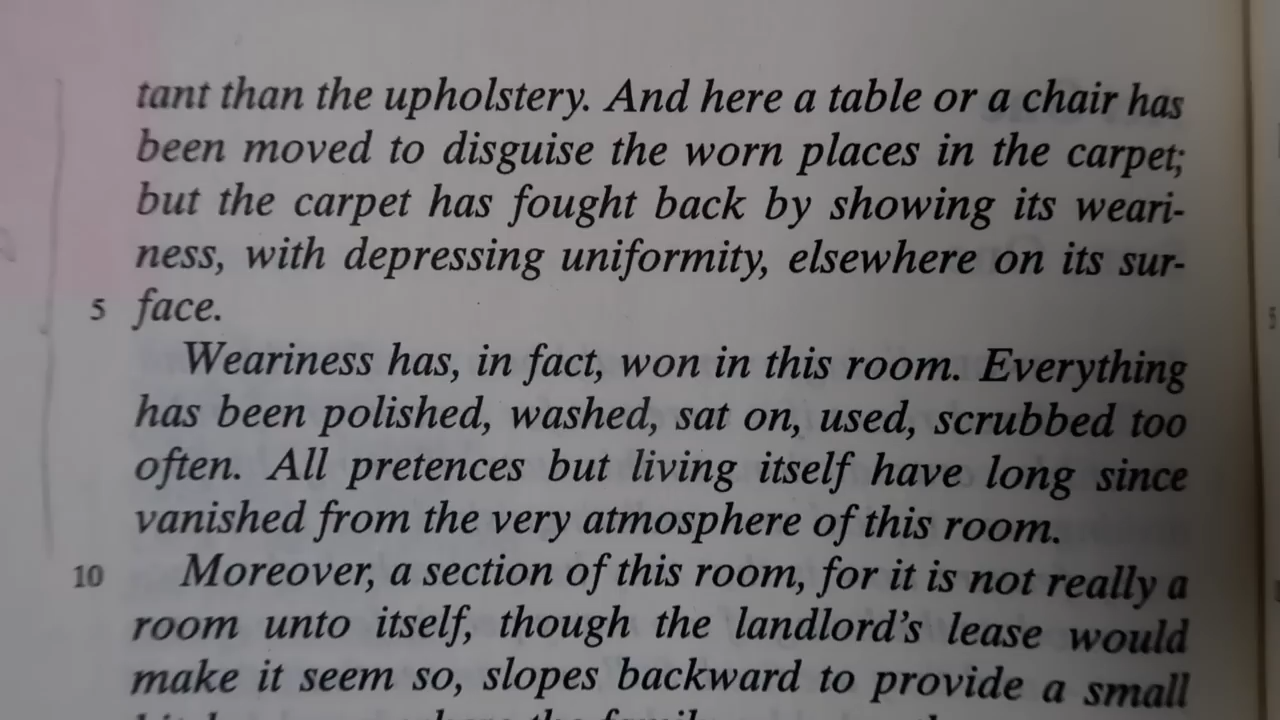 tant than the upholstery. And here a table or a chair has
been moved to disguise the worn places in the carpet;
but the carpet has fought back by showing its weari-
ness, with depressing uniformity, elsewhere on its sur-
5 face.
Weariness has, in fact, won in this room. Everything
has been polished, washed, sat on, used, scrubbed too
often. All pretences but living itself have long since
vanished from the very atmosphere of this room.
10 Moreover, a section of this room, for it is not really a
room unto itself, though the landlord's lease would
make it seem so, slopes backward to provide a small
where the family